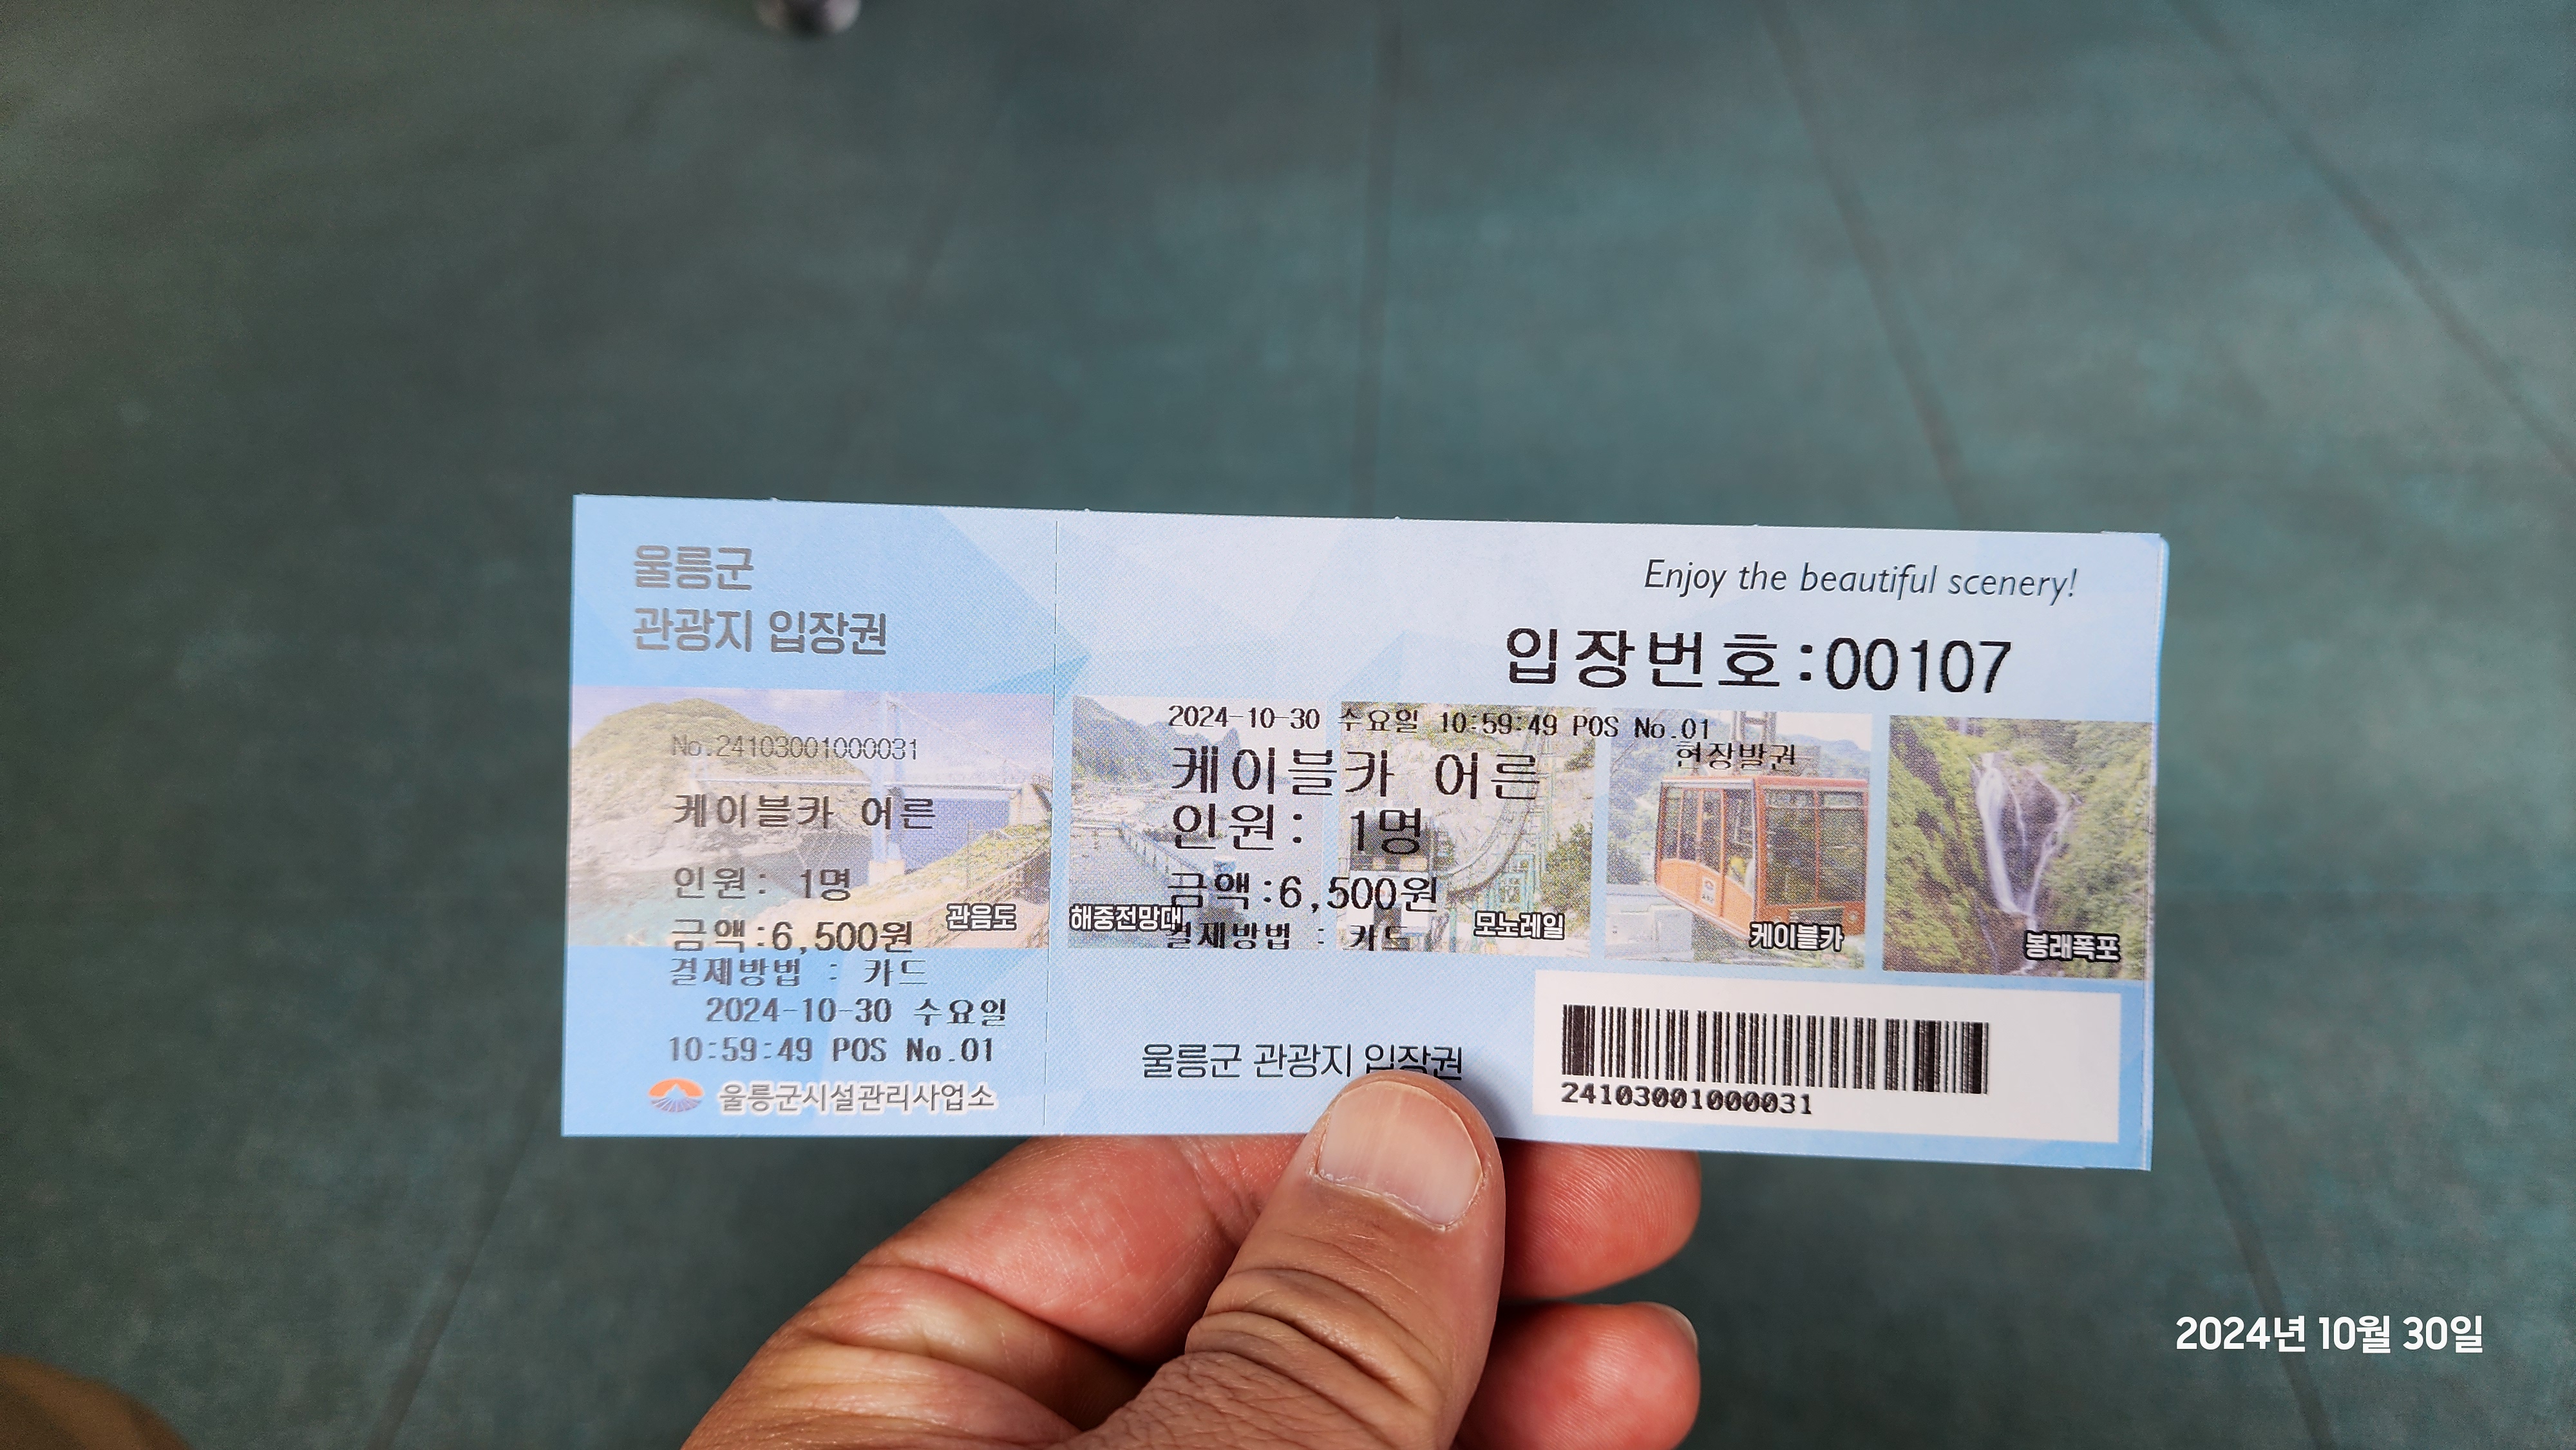 울릉군
관광지 입장권
No.24103001000031
케이블카 어른
인원: 1명
금액:6,500원
관음도
결제방법 : 카드
2024-10-30 수요일
10:59:49 POS No.01
울릉군시설관리사업소
Enjoy the beautiful scenery!
입장번호:00107
2024-10-30 수요일 10:59:49 POS No.01
현장발권
케이블카 어른
인원: 1명
금액:6,500원
결제방법 : 카드
해중전망대
모노레일
케이블카
봉래폭포
울릉군 관광지 입장권
24103001000031
2024년 10월 30일